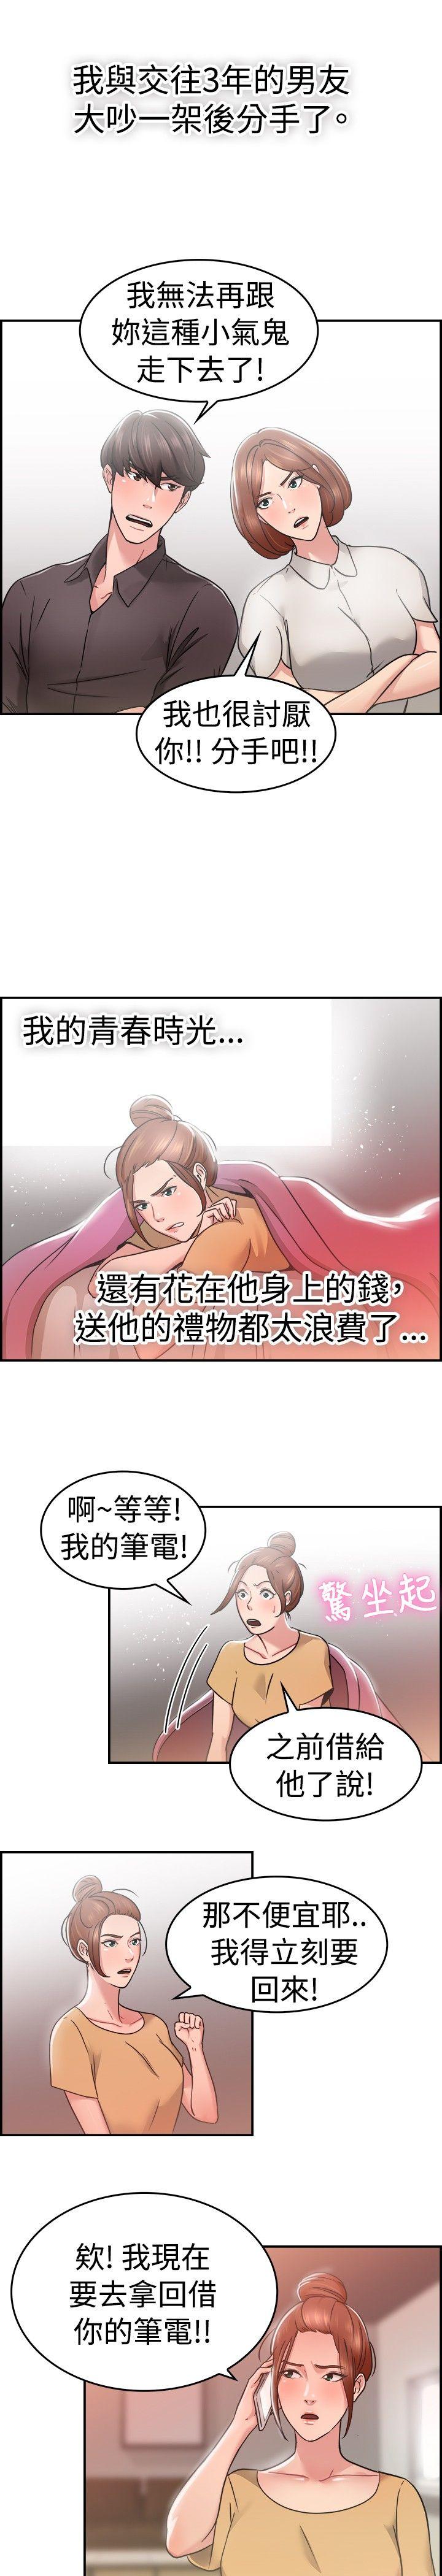 我與交往3年的男友
大吵一架後分手了。
我無法再跟
妳這種小氣鬼
走下去了!
我也很討厭
你!! 分手吧!!
我的青春時光...
還有花在他身上的錢，
送他的禮物都太浪費了...
啊~等等!
我的筆電!
驚坐起
之前借給
他了說!
那不便宜耶..
我得立刻要
回來!
欸! 我現在
要去拿回借
你的筆電!!